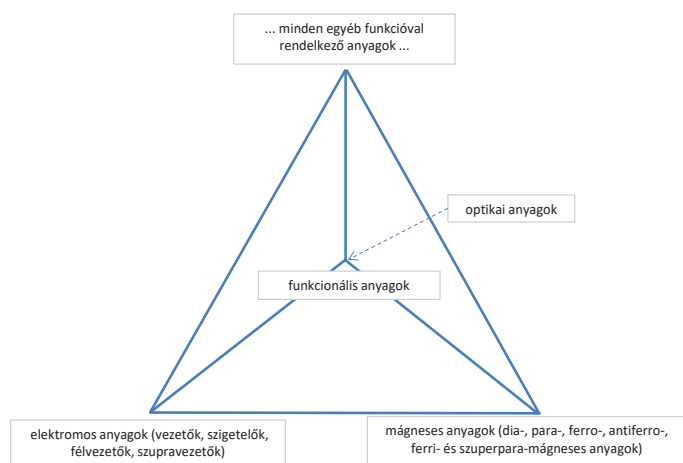 ... minden egyéb funkcióval
rendelkező anyagok ...
optikai anyagok
funkcionális anyagok
elektromos anyagok (vezetők, szigetelők,
félvezetők, szupravezetők)
mágneses anyagok (dia-, para-, ferro-, antiferro-,
ferri- és szuperpara-mágneses anyagok)